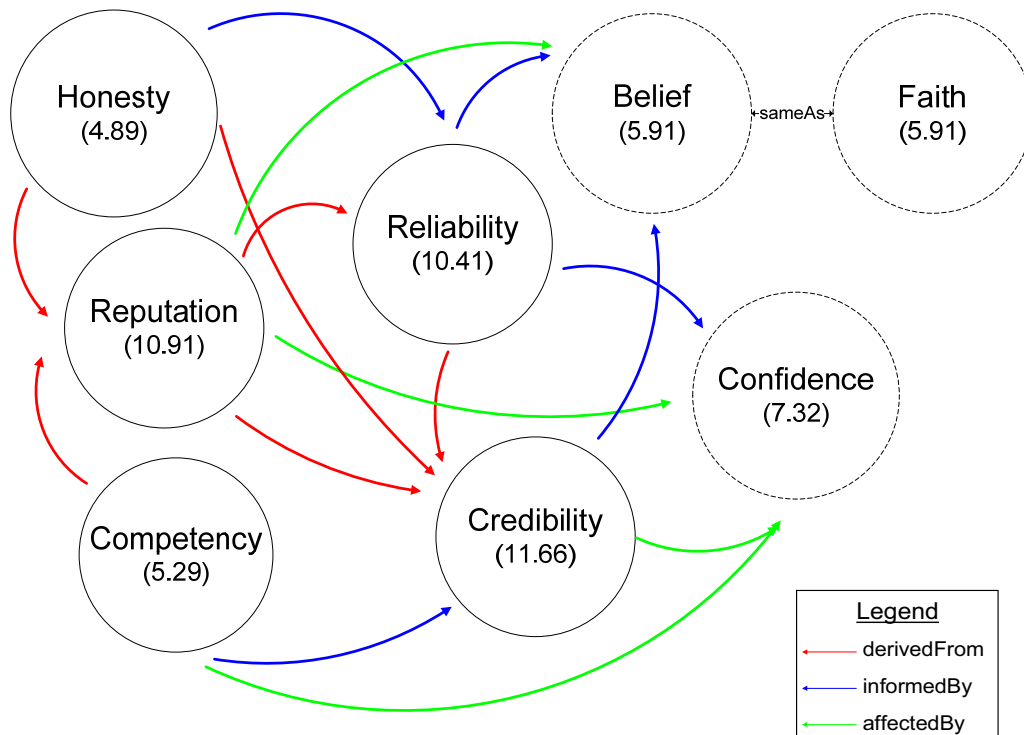 Honesty
(4.89)
Belief
(5.91)
sameAs
Faith
(5.91)
Reliability
(10.41)
Reputation
(10.91)
Confidence
(7.32)
Competency
(5.29)
Credibility
(11.66)
Legend
derivedFrom
informedBy
affectedBy